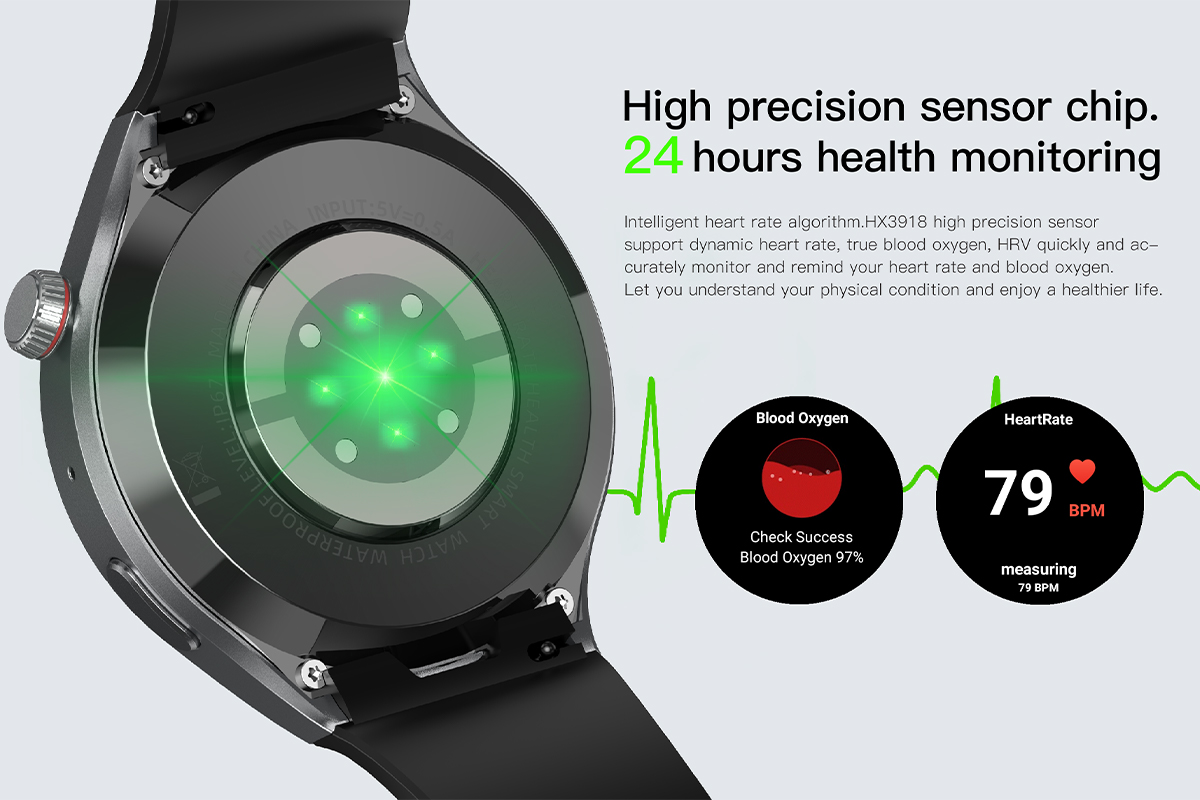 High precision sensor chip.
24 hours health monitoring
Intelligent heart rate algorithm.HX3918 high precision sensor
support dynamic heart rate, true blood oxygen, HRV quickly and ac–
curately monitor and remind your heart rate and blood oxygen.
Let you understand your physical condition and enjoy a healthier life.
Blood Oxygen
Check Success
Blood Oxygen 97%
HeartRate
79
BPM
measuring
79 BPM
CHINA INPUT:5V=0.5A
HEALTH SMART
WATCH WATERPROOF LEVEL:IP67